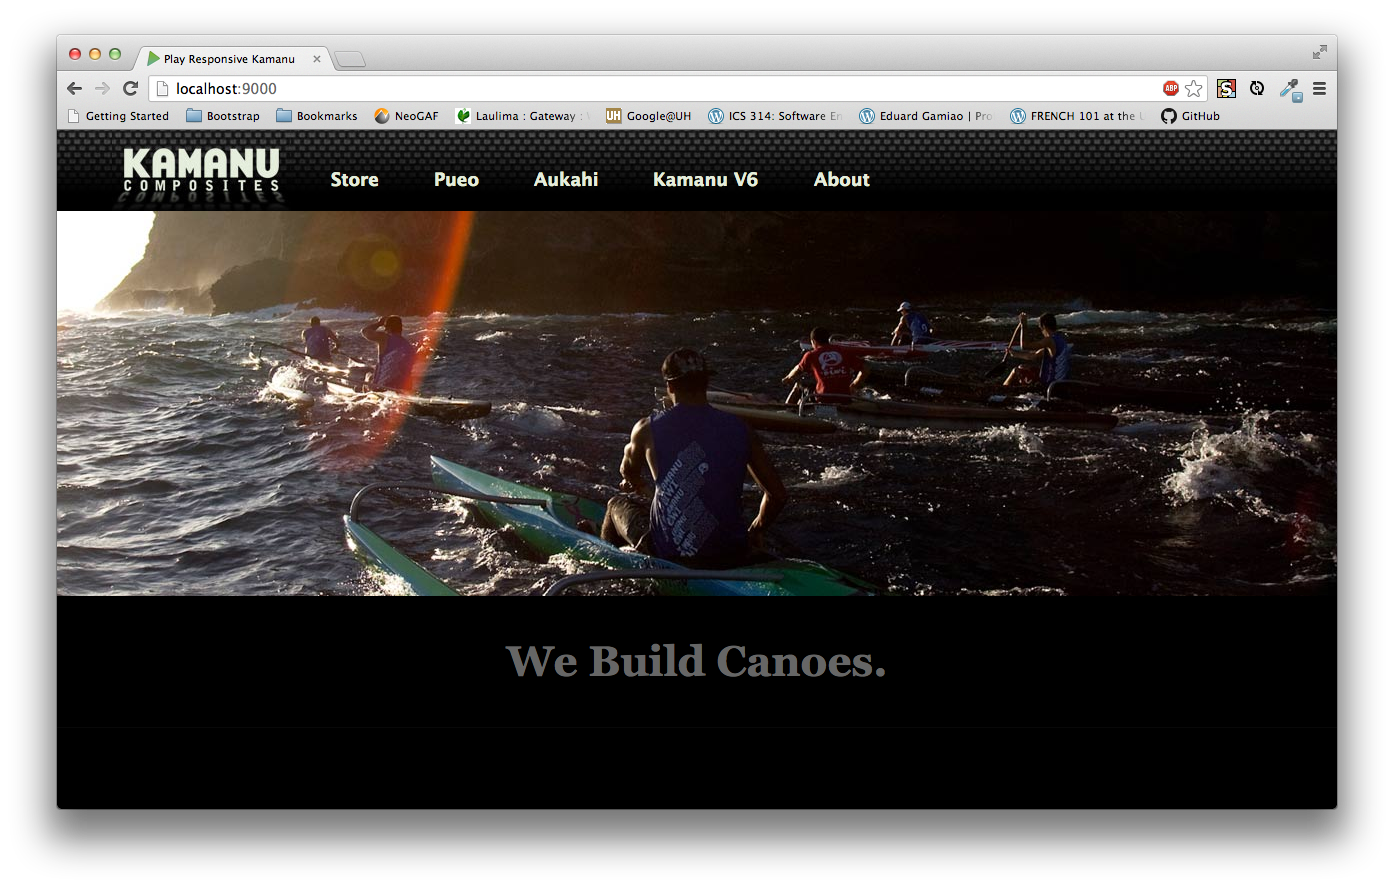 Play Responsive Kamanu
localhost:9000
ABP
S
Getting Started
Bootstrap
Bookmarks
NeoGAF
Laulima : Gateway :
UH Google@UH
ICS 314: Software En
Eduard Gamiao | Pro
FRENCH 101 at the
GitHub
KAMANU
COMPOSITES
Store
Pueo
Aukahi
Kamanu V6
About
We Build Canoes.